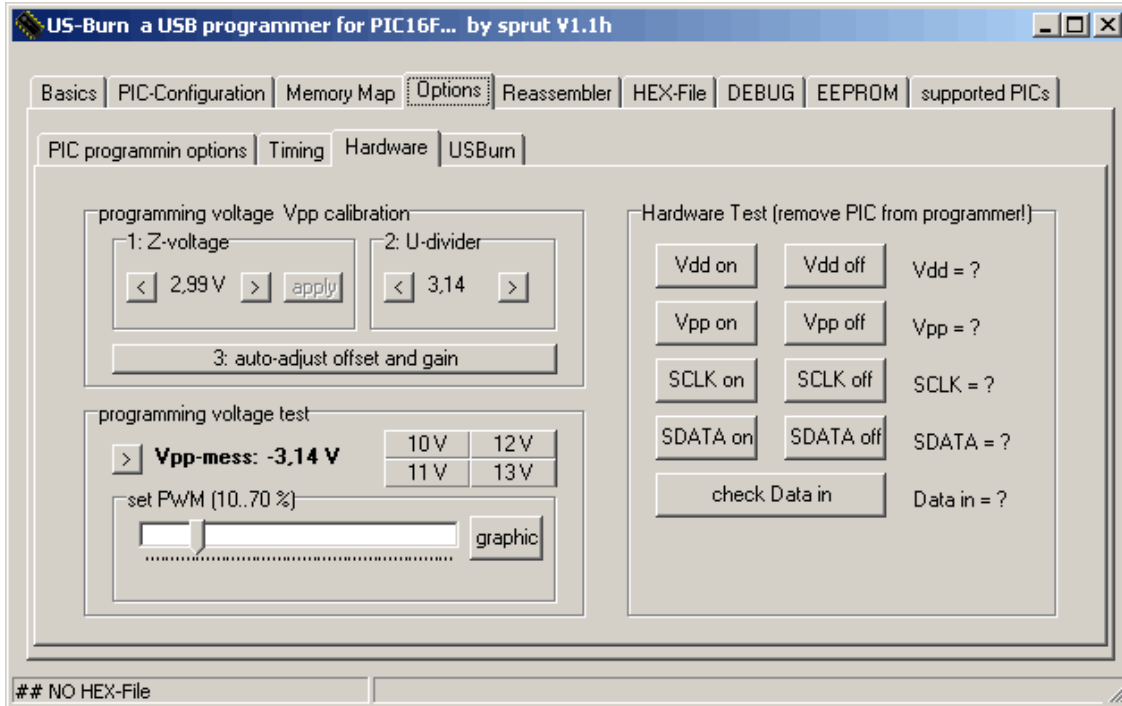 US-Burn a USB programmer for PIC16F... by sprut V1.1h
Basics PIC-Configuration Memory Map Options Reassembler HEX-File DEBUG EEPROM supported PICs
PIC programmin options Timing Hardware USBurn
programming voltage Vpp calibration
1: Z-voltage
< 2,99 V > apply
2: U-divider
< 3,14 >
3: auto-adjust offset and gain
programming voltage test
> Vpp-mess: -3,14 V
10 V 12 V
11 V 13 V
set PWM (10..70 %)
graphic
Hardware Test (remove PIC from programmer!)
Vdd on Vdd off Vdd = ?
Vpp on Vpp off Vpp = ?
SCLK on SCLK off SCLK = ?
SDATA on SDATA off SDATA = ?
check Data in Data in = ?
## NO HEX-File